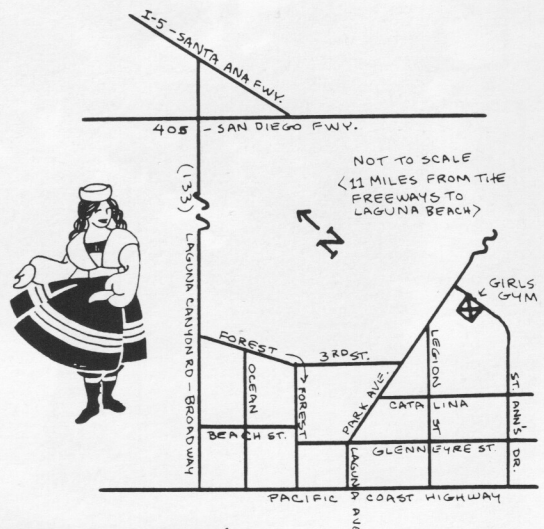 I-5 - SANTA ANA FWY.
405 - SAN DIEGO FWY.
(133)
LAGUNA CANYON RD - BROADWAY
NOT TO SCALE
<11 MILES FROM THE
FREEWAYS TO
LAGUNA BEACH>
N
GIRLS
GYM
FOREST
3RD ST.
OCEAN
FOREST
PARK AVE.
LEGION ST
ST. ANN'S DR.
CATALINA
BEACH ST.
GLENNEYRE ST.
LAGUNA AVE
PACIFIC COAST HIGHWAY